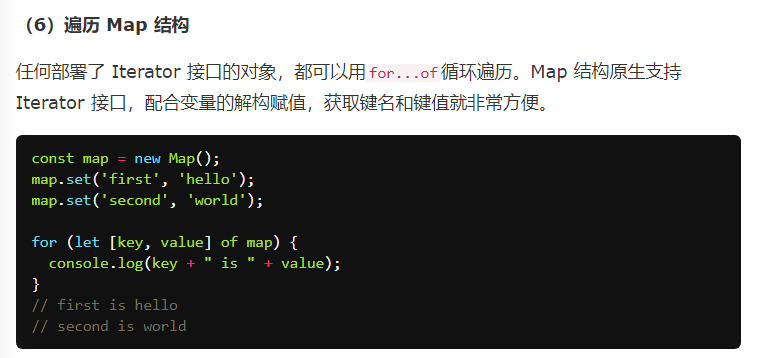 （6）遍历 Map 结构
任何部署了 Iterator 接口的对象，都可以用for...of循环遍历。Map 结构原生支持
Iterator 接口，配合变量的解构赋值，获取键名和键值就非常方便。
const map = new Map();
map.set('first', 'hello');
map.set('second', 'world');
for (let [key, value] of map) {
  console.log(key + " is " + value);
}
// first is hello
// second is world